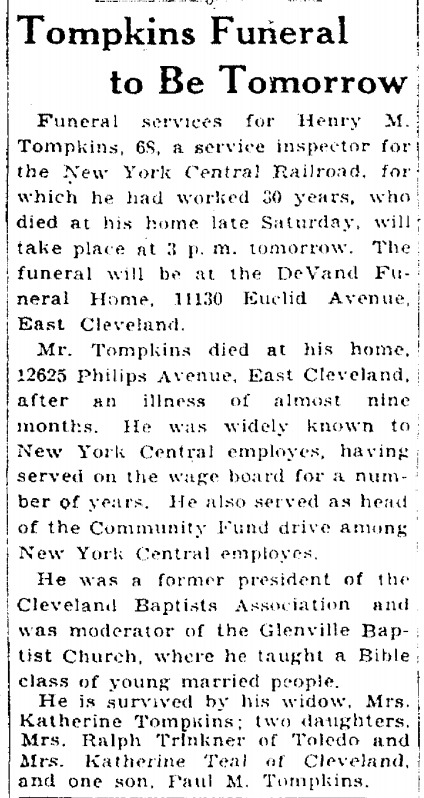 Tompkins Funeral
to Be Tomorrow
Funeral services for Henry M.
Tompkins, 68, a service inspector for
the New York Central Railroad, for
which he had worked 30 years, who
died at his home late Saturday, will
take place at 3 p. m. tomorrow. The
funeral will be at the DeVand Fu-
neral Home, 11130 Euclid Avenue,
East Cleveland.
Mr. Tompkins died at his home,
12625 Philips Avenue, East Cleveland,
after an illness of almost nine
months. He was widely known to
New York Central employes, having
served on the wage board for a num-
ber of years. He also served as head
of the Community Fund drive among
New York Central employes.
He was a former president of the
Cleveland Baptists Association and
was moderator of the Glenville Bap-
tist Church, where he taught a Bible
class of young married people.
He is survived by his widow, Mrs.
Katherine Tompkins; two daughters,
Mrs. Ralph Trinkner of Toledo and
Mrs. Katherine Teal of Cleveland,
and one son, Paul M. Tompkins.